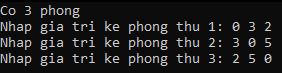 Co 3 phong
Nhap gia tri ke phong thu 1: 0 3 2
Nhap gia tri ke phong thu 2: 3 0 5
Nhap gia tri ke phong thu 3: 2 5 0